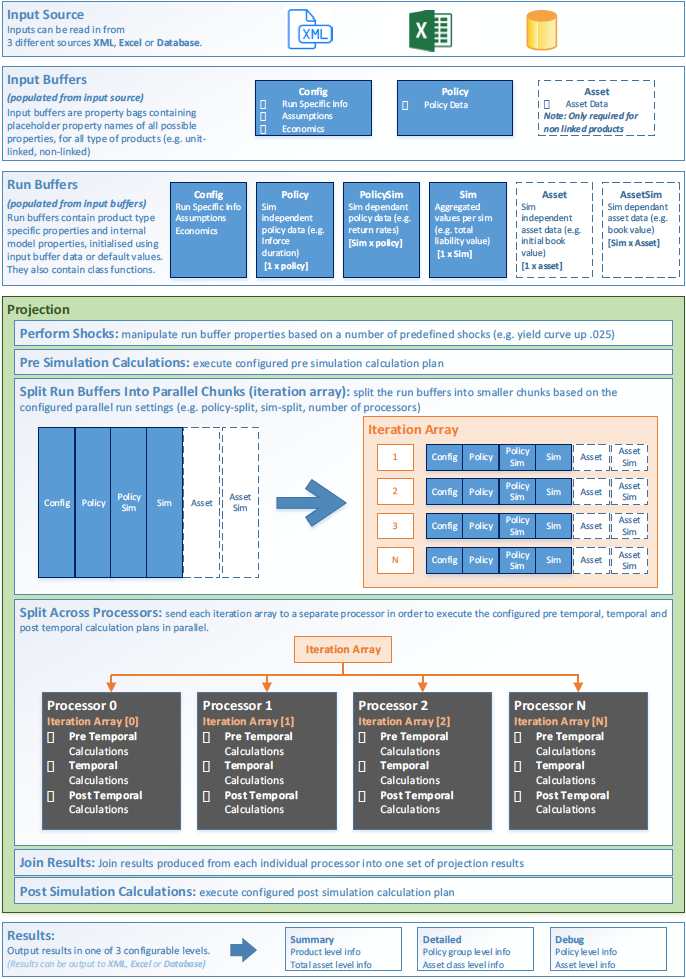 Input Source
Inputs can be read in from
3 different sources XML, Excel or Database.
XML
Input Buffers
(populated from input source)
Input buffers are property bags containing
placeholder property names of all possible
properties, for all type of products (e.g. unit-
linked, non-linked)
Config
Run Specific Info
Assumptions
Economics
Policy
Policy Data
Asset
Asset Data
Note: Only required for
non linked products
Run Buffers
(populated from input buffers)
Run buffers contain product type
specific properties and internal
model properties, initialised using
input buffer data or default values.
They also contain class functions.
Config
Run Specific Info
Assumptions
Economics
Policy
Sim
independent
policy data (e.g.
Inforce
duration)
[1 x policy]
PolicySim
Sim dependant
policy data (e.g.
return rates)
[Sim x policy]
Sim
Aggregated
values per sim
(e.g. total
liability value)
[1 x Sim]
Asset
Sim
independent
asset data (e.g.
initial book
value)
[1 x asset]
AssetSim
Sim dependant
asset data (e.g.
book value)
[Sim x Asset]
Projection
Perform Shocks: manipulate run buffer properties based on a number of predefined shocks (e.g. yield curve up .025)
Pre Simulation Calculations: execute configured pre simulation calculation plan
Split Run Buffers Into Parallel Chunks (iteration array): split the run buffers into smaller chunks based on the
configured parallel run settings (e.g. policy-split, sim-split, number of processors)
Config
Policy
Policy
Sim
Sim
Asset
Asset
Sim
Iteration Array
1
Config
Policy
Policy
Sim
Sim
Asset
Asset
Sim
2
Config
Policy
Policy
Sim
Sim
Asset
Asset
Sim
3
Config
Policy
Policy
Sim
Sim
Asset
Asset
Sim
N
Config
Policy
Policy
Sim
Sim
Asset
Asset
Sim
Split Across Processors: send each iteration array to a separate processor in order to execute the configured pre temporal, temporal and
post temporal calculation plans in parallel.
Iteration Array
Processor 0
Iteration Array [0]
Pre Temporal
Calculations
Temporal
Calculations
Post Temporal
Calculations
Processor 1
Iteration Array [1]
Pre Temporal
Calculations
Temporal
Calculations
Post Temporal
Calculations
Processor 2
Iteration Array [2]
Pre Temporal
Calculations
Temporal
Calculations
Post Temporal
Calculations
Processor N
Iteration Array [N]
Pre Temporal
Calculations
Temporal
Calculations
Post Temporal
Calculations
Join Results: Join results produced from each individual processor into one set of projection results
Post Simulation Calculations: execute configured post simulation calculation plan
Results:
Output results in one of 3 configurable levels.
(Results can be output to XML, Excel or Database)
Summary
Product level info
Total asset level info
Detailed
Policy group level info
Asset class level info
Debug
Policy level info
Asset level info